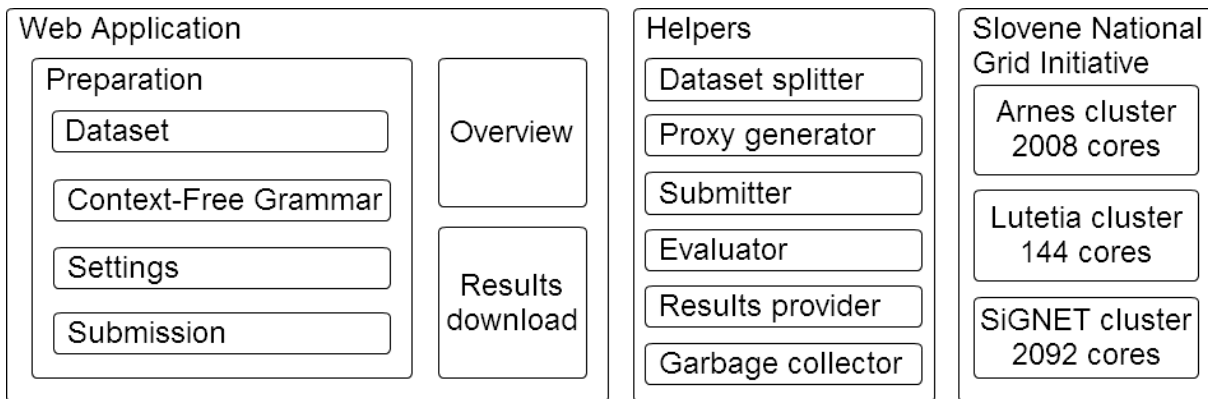 Web Application
Preparation
Dataset
Context-Free Grammar
Settings
Submission
Overview
Results
download
Helpers
Dataset splitter
Proxy generator
Submitter
Evaluator
Results provider
Garbage collector
Slovene National
Grid Initiative
Arnes cluster
2008 cores
Lutetia cluster
144 cores
SiGNET cluster
2092 cores